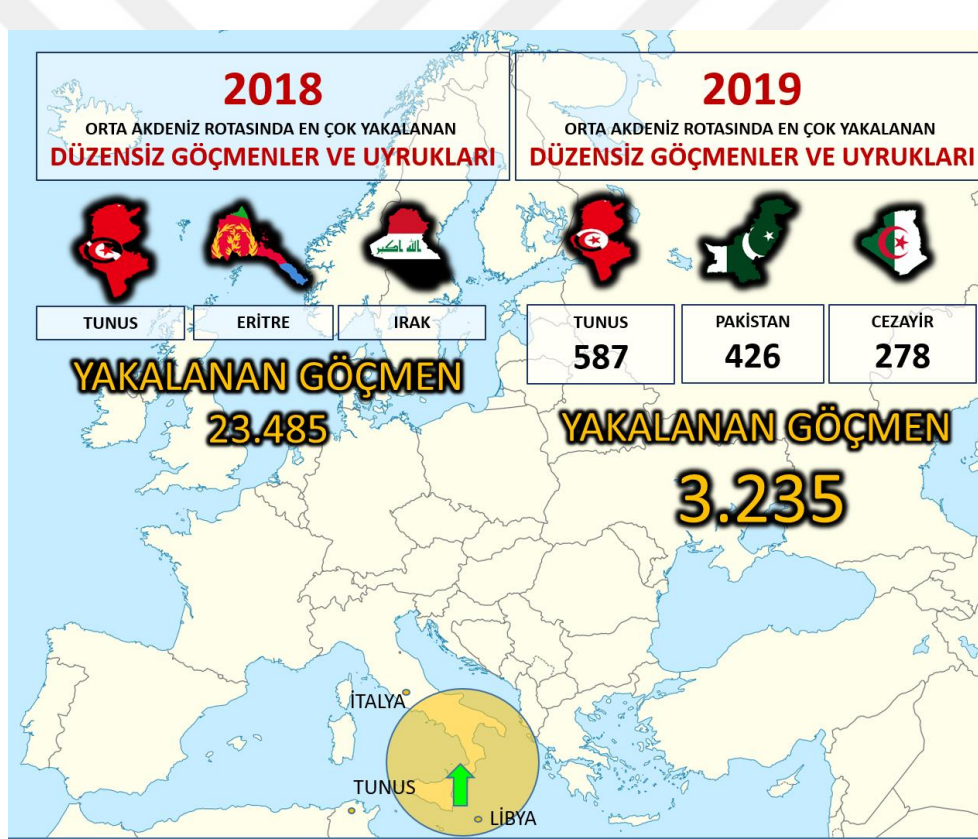 2018
ORTA AKDENİZ ROTASINDA EN ÇOK YAKALANAN
DÜZENSİZ GÖÇMENLER VE UYRUKLARI
الله اكبر
TUNUS
ERİTRE
IRAK
YAKALANAN GÖÇMEN
23.485
2019
ORTA AKDENİZ ROTASINDA EN ÇOK YAKALANAN
DÜZENSİZ GÖÇMENLER VE UYRUKLARI
TUNUS
587
PAKİSTAN
426
CEZAYİR
278
YAKALANAN GÖÇMEN
3.235
İTALYA
TUNUS
LİBYA